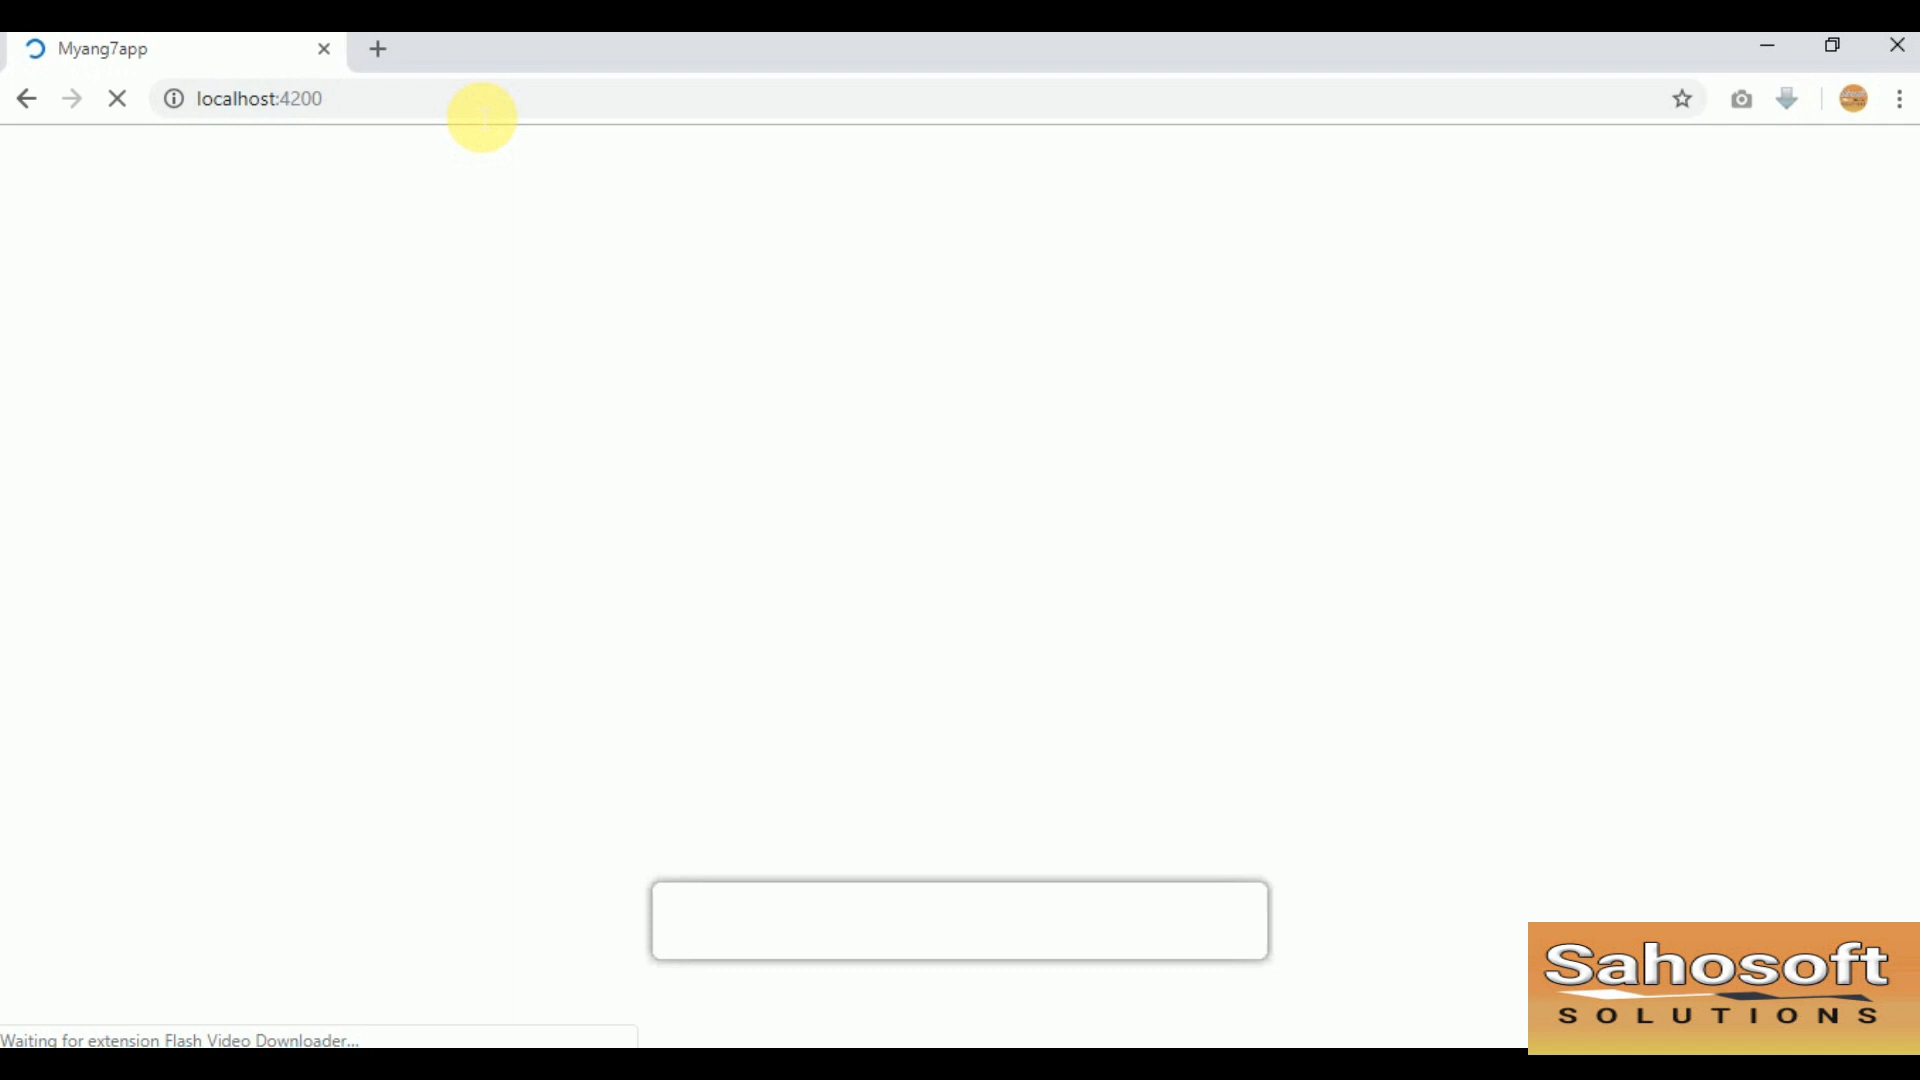 Myang7app
localhost:4200
Sahosoft
SOLUTIONS
Waiting for extension Flash Video Downloader...